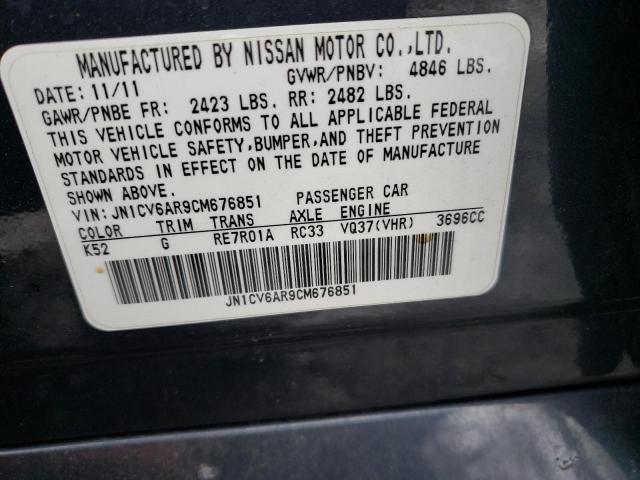 MANUFACTURED BY NISSAN MOTOR CO.,LTD.
DATE: 11/11 GVWR/PNBV: 4846 LBS.
GAWR/PNBE FR: 2423 LBS. RR: 2482 LBS.
THIS VEHICLE CONFORMS TO ALL APPLICABLE FEDERAL
MOTOR VEHICLE SAFETY, BUMPER, AND THEFT PREVENTION
STANDARDS IN EFFECT ON THE DATE OF MANUFACTURE
SHOWN ABOVE.
VIN: JN1CV6AR9CM676851 PASSENGER CAR
COLOR TRIM TRANS AXLE ENGINE
K52 G RE7R01A RC33 VQ37(VHR) 3696CC
JN1CV6AR9CM676851